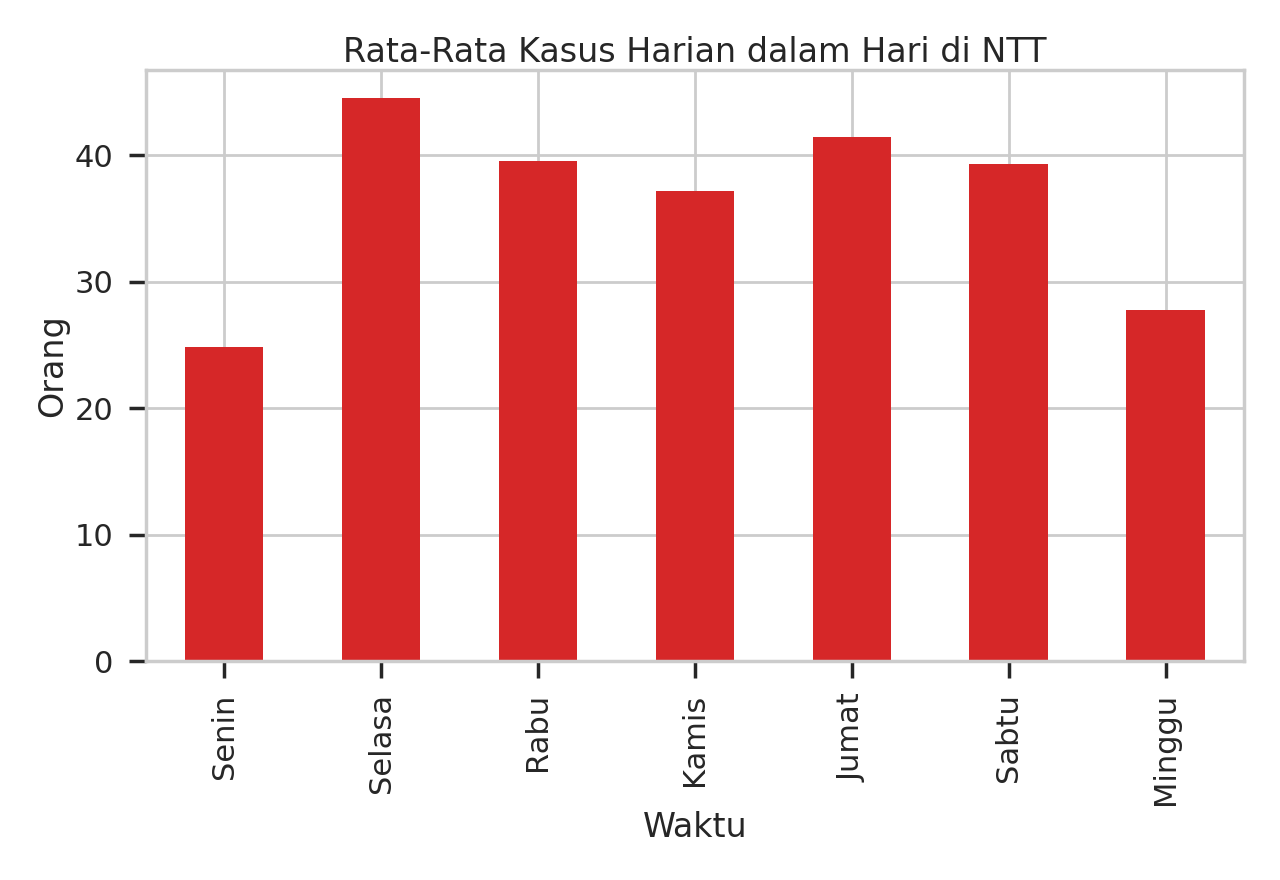 Rata-Rata Kasus Harian dalam Hari di NTT
40
30
20
10
0
Orang
Senin
Selasa
Rabu
Kamis
Jumat
Sabtu
Minggu
Waktu